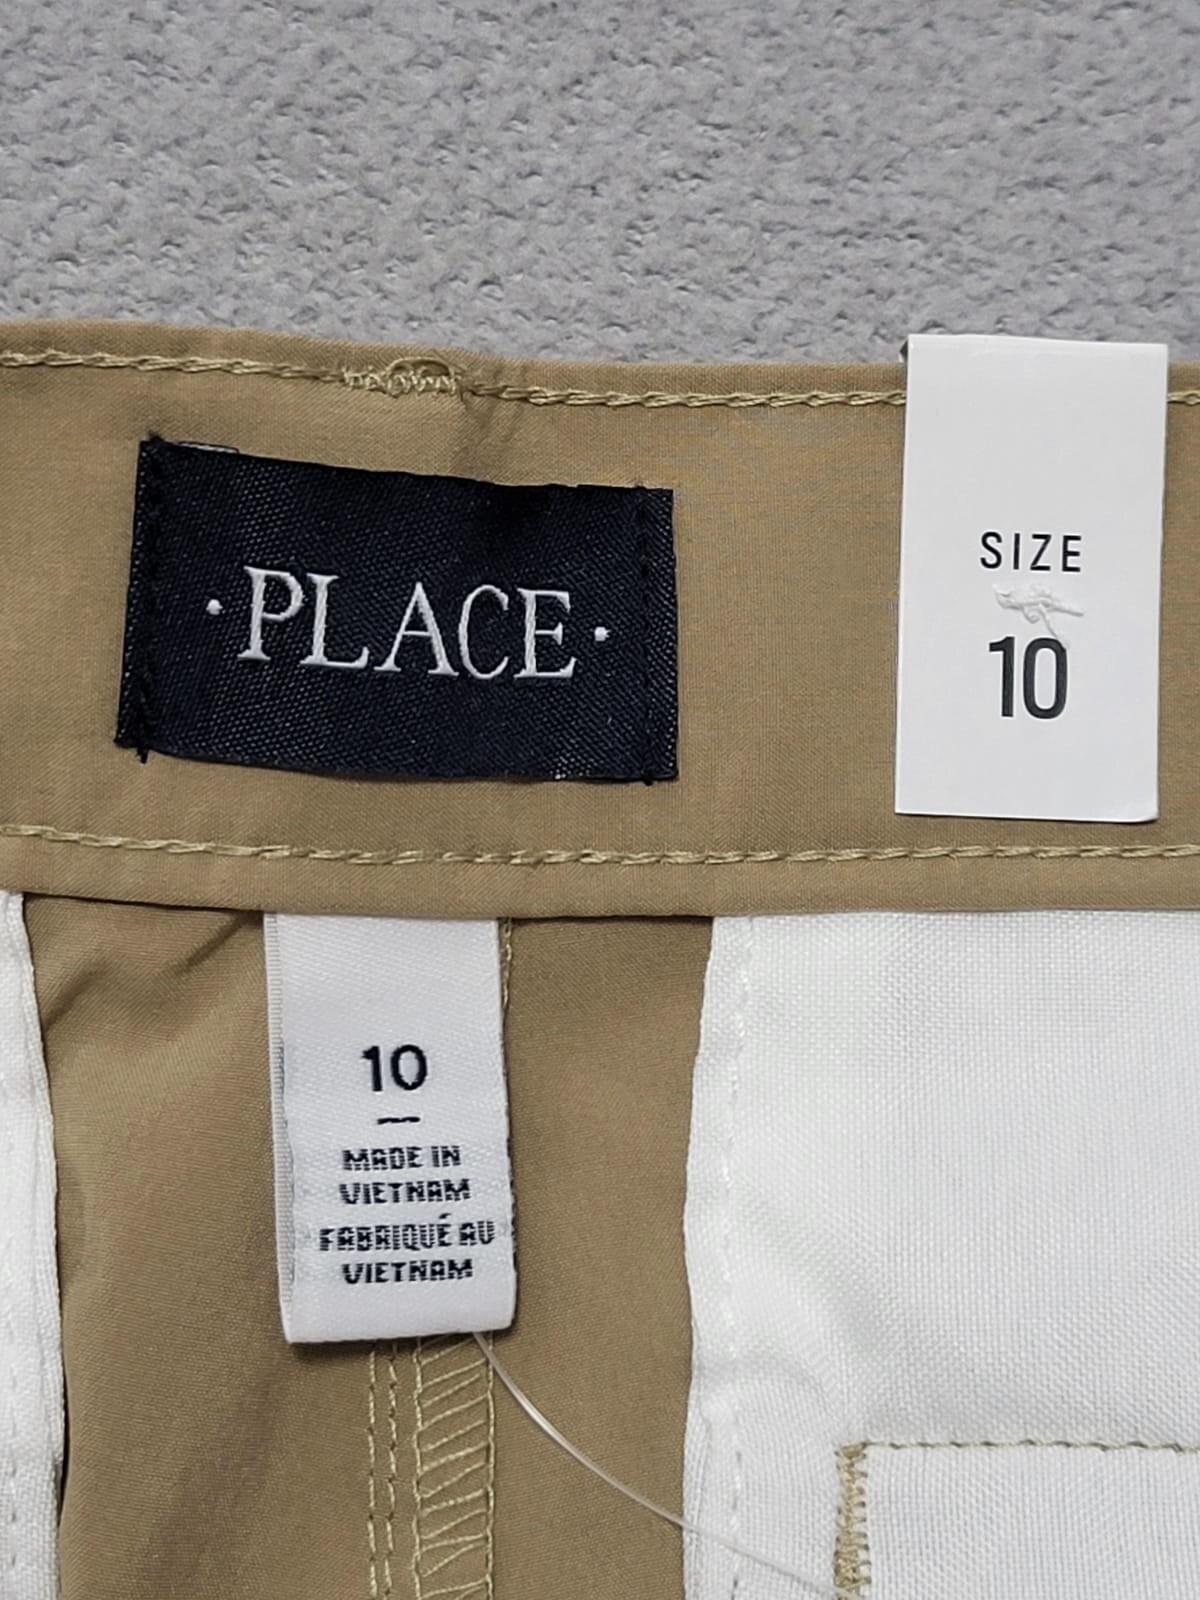 · PLACE ·
SIZE
10
10
—
MADE IN
VIETNAM
FABRIQUÉ AU
VIETNAM